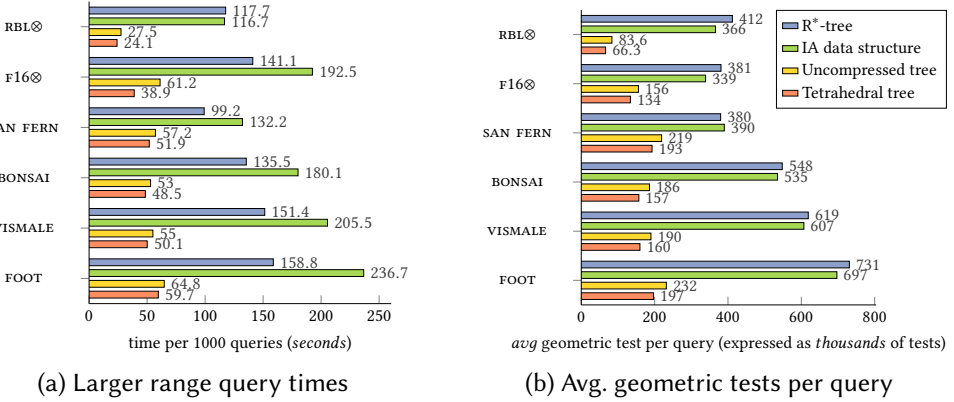 RBL⊗
117.7
116.7
27.5
24.1
F16⊗
141.1
192.5
61.2
38.9
AN FERN
99.2
132.2
57.2
51.9
BONSAI
135.5
180.1
53
48.5
VISMALE
151.4
205.5
55
50.1
FOOT
158.8
236.7
64.8
59.7
0 50 100 150 200 250
time per 1000 queries (seconds)
(a) Larger range query times
R*-tree
IA data structure
Uncompressed tree
Tetrahedral tree
RBL⊗
412
366
83.6
66.3
F16⊗
381
339
156
134
SAN FERN
380
390
219
193
BONSAI
548
535
186
157
VISMALE
619
607
190
160
FOOT
731
697
232
197
0 200 400 600 800
avg geometric test per query (expressed as thousands of tests)
(b) Avg. geometric tests per query